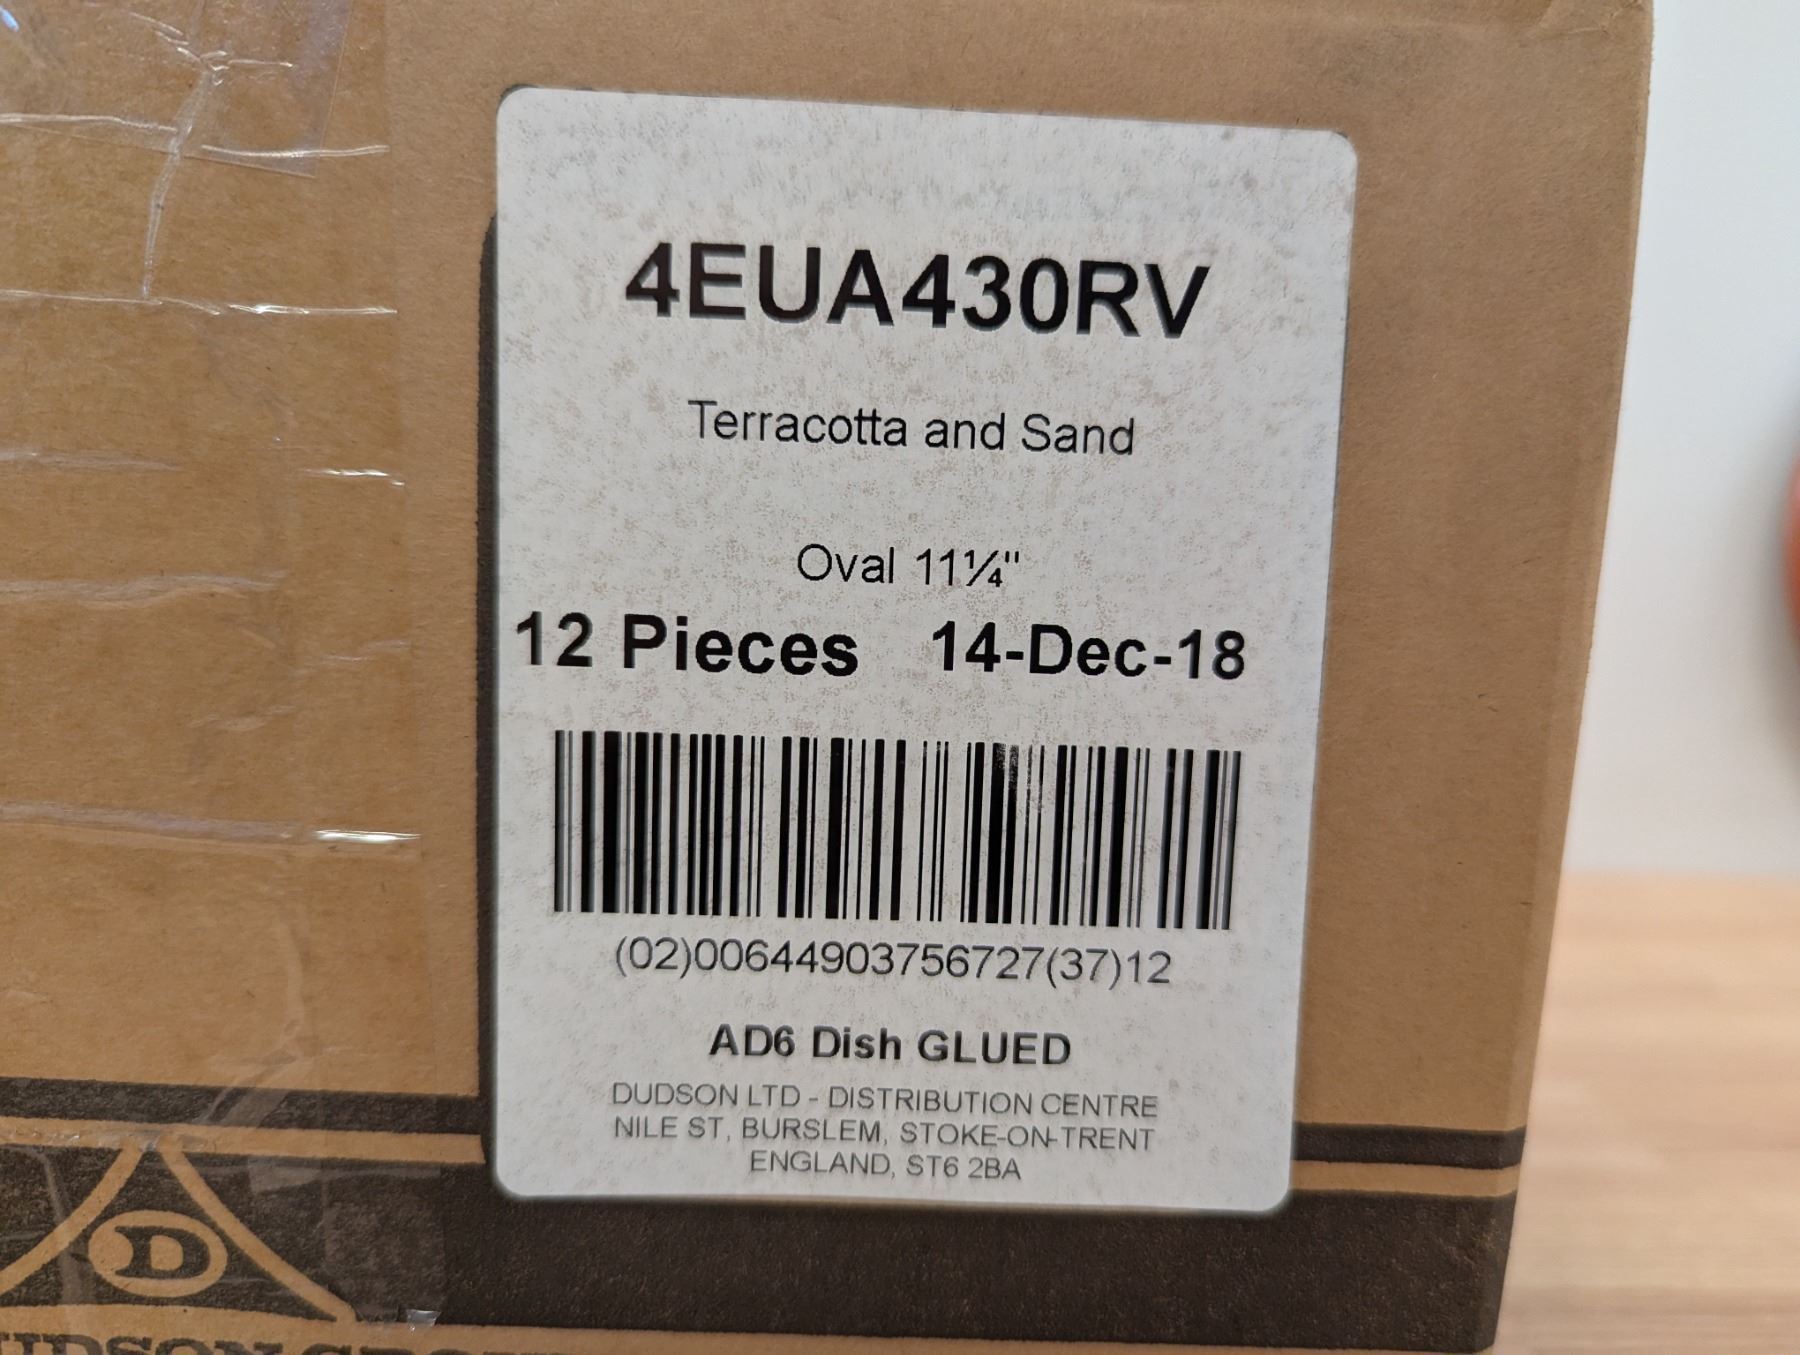 4EUA430RV
Terracotta and Sand
Oval 11¼"
12 Pieces 14-Dec-18
(02)00644903756727(37)12
AD6 Dish GLUED
DUDSON LTD - DISTRIBUTION CENTRE
NILE ST, BURSLEM, STOKE-ON-TRENT
ENGLAND, ST6 2BA
D